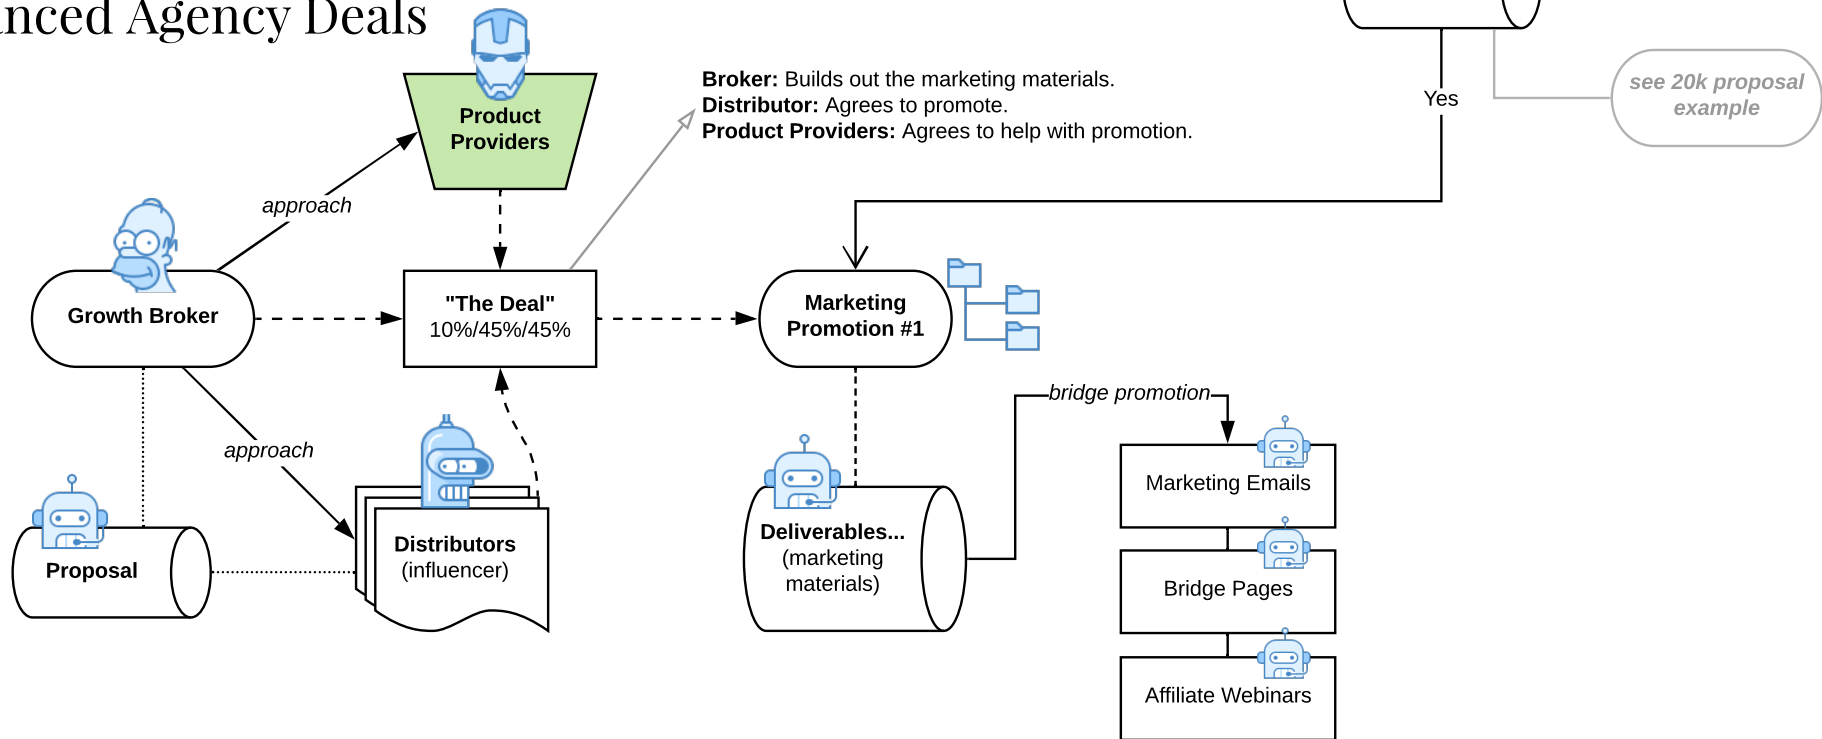 Agency Deals
Product
Providers
Broker: Builds out the marketing materials.
Distributor: Agrees to promote.
Product Providers: Agrees to help with promotion.
Yes
see 20k proposal
example
approach
Growth Broker
"The Deal"
10%/45%/45%
Marketing
Promotion #1
approach
bridge promotion
Proposal
Distributors
(influencer)
Deliverables...
(marketing
materials)
Marketing Emails
Bridge Pages
Affiliate Webinars